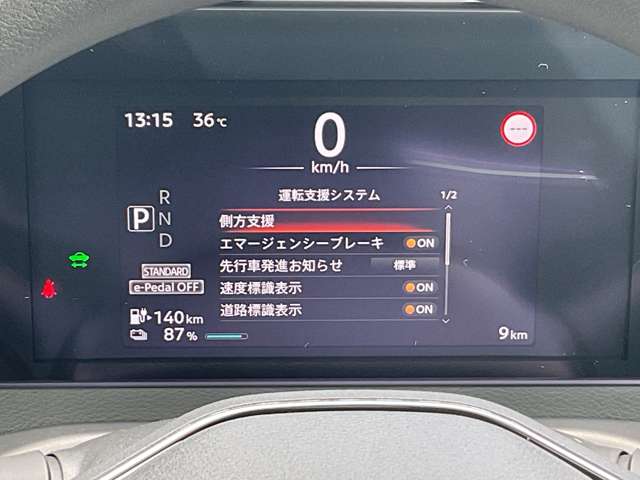 13:15 36℃
0
km/h
---
運転支援システム 1/2
側方支援
エマージェンシーブレーキ ON
先行車発進お知らせ 標準
速度標識表示 ON
道路標識表示 ON
R
P N
D
STANDARD
e-Pedal OFF
140km
87%
9km